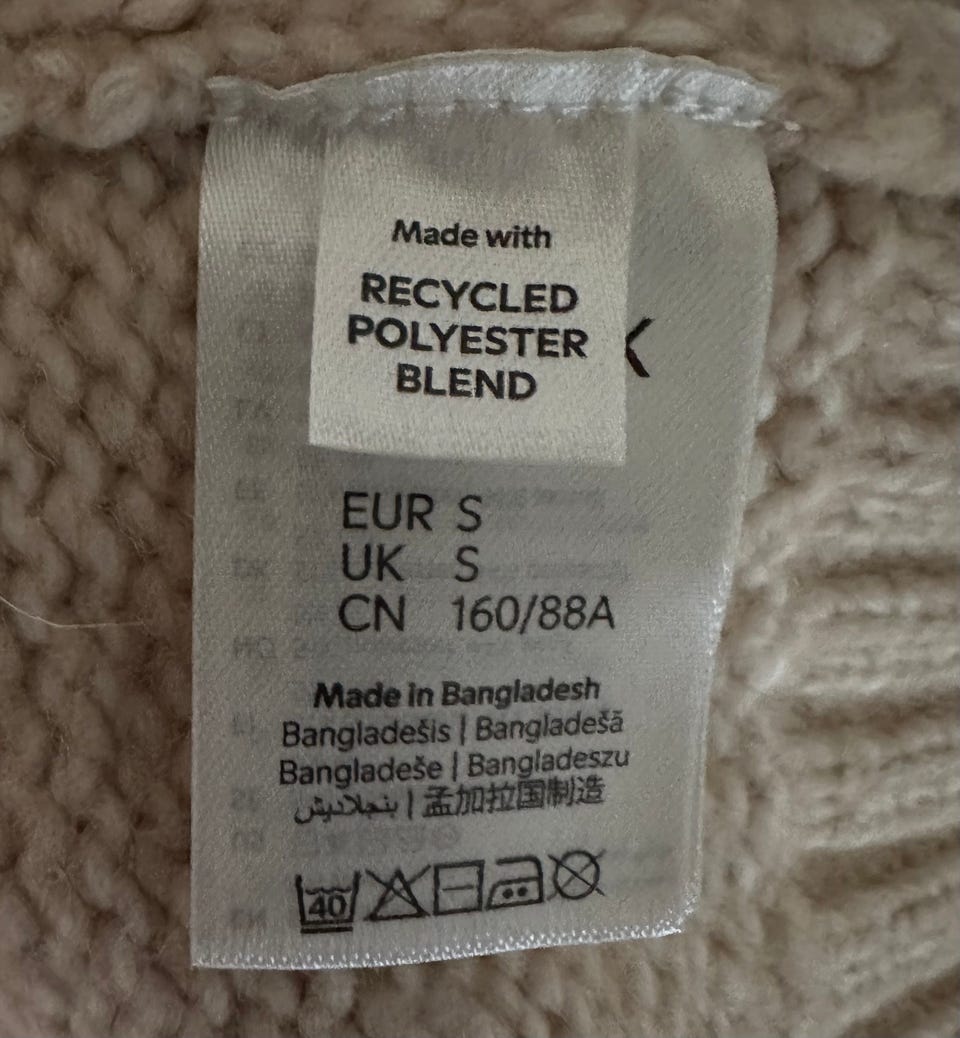 Made with
RECYCLED
POLYESTER
BLEND
K
EUR S
UK S
CN 160/88A
Made in Bangladesh
Bangladešis | Bangladešā
Bangladeše | Bangladeszu
بنجلاديش | 孟加拉国制造
40